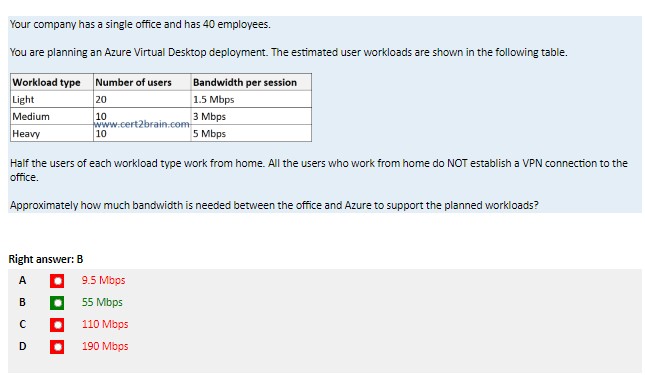 Your company has a single office and has 40 employees.
You are planning an Azure Virtual Desktop deployment. The estimated user workloads are shown in the following table.
Workload type Number of users Bandwidth per session
Light 20 1.5 Mbps
Medium 10 3 Mbps
www.cert2brain.com
Heavy 10 5 Mbps
Half the users of each workload type work from home. All the users who work from home do NOT establish a VPN connection to the
office.
Approximately how much bandwidth is needed between the office and Azure to support the planned workloads?
Right answer: B
A 9.5 Mbps
B 55 Mbps
C 110 Mbps
D 190 Mbps